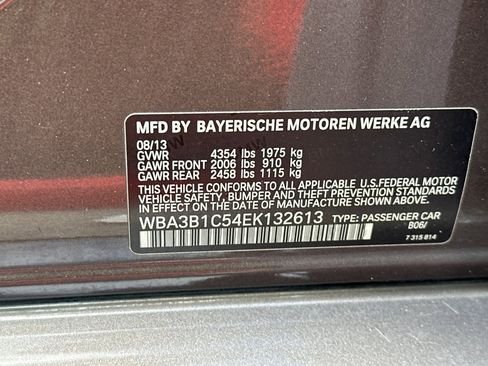 MFD BY BAYERISCHE MOTOREN WERKE AG
08/13
GVWR 4354 lbs 1975 kg
GAWR FRONT 2006 lbs 910 kg
GAWR REAR 2458 lbs 1115 kg
THIS VEHICLE CONFORMS TO ALL APPLICABLE U.S.FEDERAL MOTOR
VEHICLE SAFETY, BUMPER AND THEFT PREVENTION STANDARDS
IN EFFECT ON THE DATE OF MANUFACTURE SHOWN ABOVE.
WBA3B1C54EK132613 TYPE: PASSENGER CAR
B06/
7 315 814